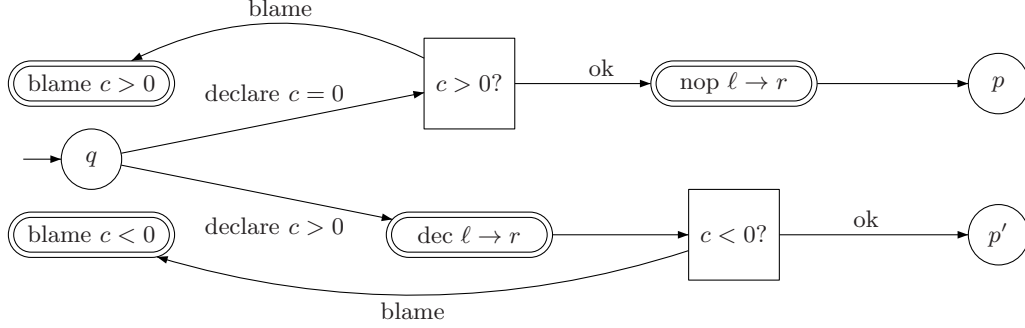 blame
blame c > 0
c > 0?
ok
nop ℓ → r
p
declare c = 0
q
declare c > 0
blame c < 0
dec ℓ → r
c < 0?
ok
p′
blame